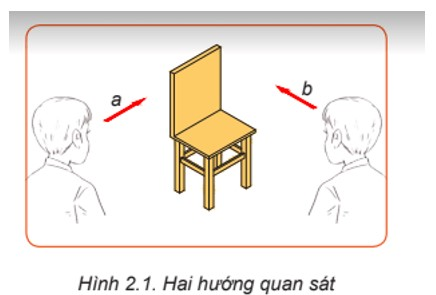 a
b
Hình 2.1. Hai hướng quan sát